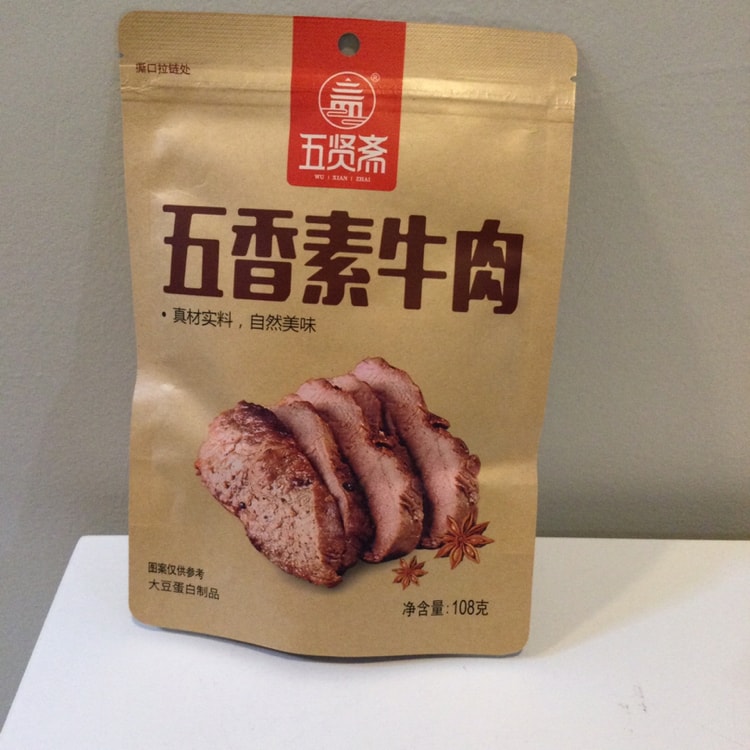 撕口拉链处
®
五贤斋
WU | XIAN | ZHAI
五香素牛肉
• 真材实料，自然美味
图案仅供参考
大豆蛋白制品
净含量: 108克